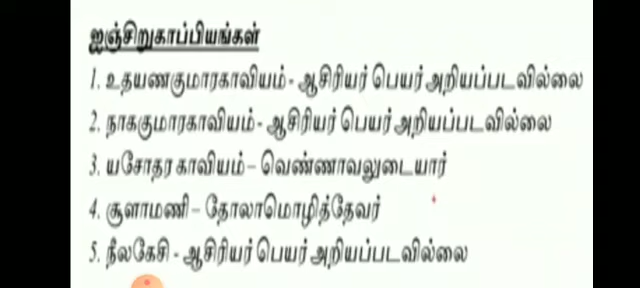 ஐஞ்சிறுகாப்பியங்கள்
1. உதயணகுமாரகாவியம் - ஆசிரியர் பெயர் அறியப்படவில்லை
2. நாககுமாரகாவியம் - ஆசிரியர் பெயர் அறியப்படவில்லை
3. யசோதர காவியம் – வெண்ணாவலுடையார்
4. சூளாமணி – தோலாமொழித்தேவர்
5. நீலகேசி - ஆசிரியர் பெயர் அறியப்படவில்லை